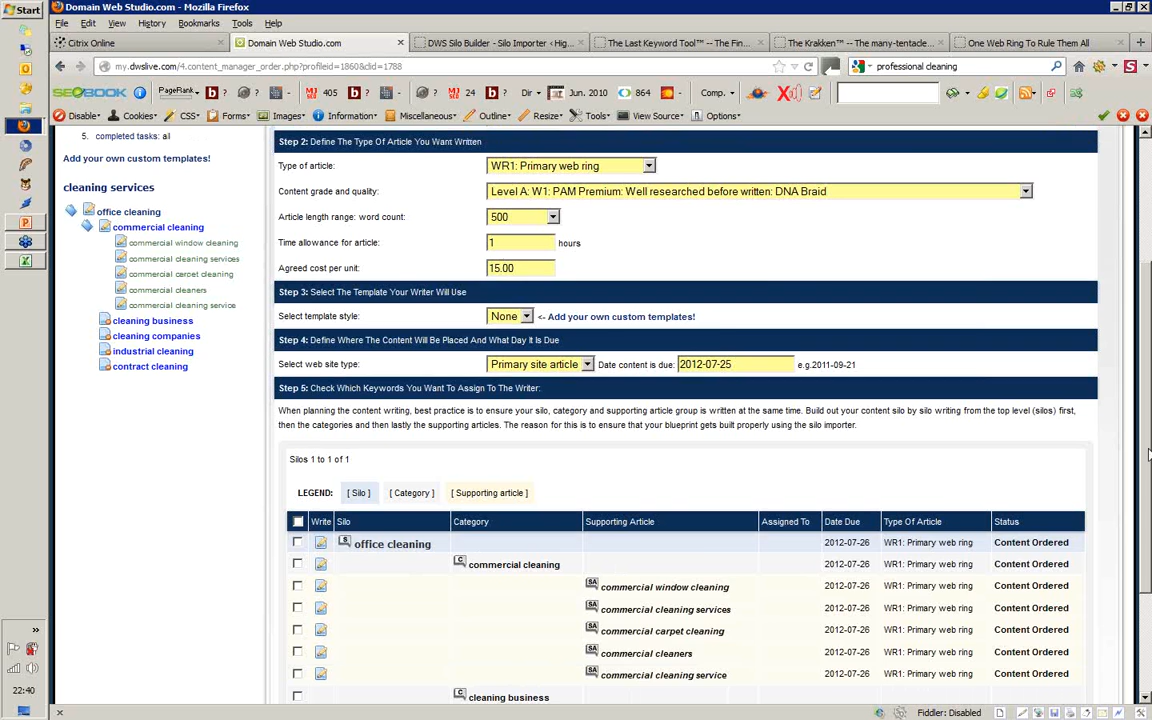 Start
Domain Web Studio.com - Mozilla Firefox
File Edit View History Bookmarks Tools Help
Citrix Online
Domain Web Studio.com
DWS Silo Builder - Silo Importer < Hig...
The Last Keyword Tool™ -- The Fin...
The Krakken™ -- The many-tentacle...
One Web Ring To Rule Them All
my.dwslive.com/4.content_manager_order.php?profileid=1860&clid=1788
professional cleaning
SEOBOOK PageRank ? ? 405 ? ? 24 ? Dir Jun. 2010 864 Comp.
Disable Cookies CSS Forms Images Miscellaneous Outline Resize Tools View Source Options
5. completed tasks: all
Add your own custom templates!
cleaning services
office cleaning
commercial cleaning
commercial window cleaning
commercial cleaning services
commercial carpet cleaning
commercial cleaners
commercial cleaning service
cleaning business
cleaning companies
industrial cleaning
contract cleaning
Step 2: Define The Type Of Article You Want Written
Type of article: WR1: Primary web ring
Content grade and quality: Level A: W1: PAM Premium: Well researched before written: DNA Braid
Article length range: word count: 500
Time allowance for article: 1 hours
Agreed cost per unit: 15.00
Step 3: Select The Template Your Writer Will Use
Select template style: None <- Add your own custom templates!
Step 4: Define Where The Content Will Be Placed And What Day It Is Due
Select web site type: Primary site article Date content is due: 2012-07-25 e.g.2011-09-21
Step 5: Check Which Keywords You Want To Assign To The Writer:
When planning the content writing, best practice is to ensure your silo, category and supporting article group is written at the same time. Build out your content silo by silo writing from the top level (silos) first,
then the categories and then lastly the supporting articles. The reason for this is to ensure that your blueprint gets built properly using the silo importer.
Silos 1 to 1 of 1
LEGEND: [ Silo ] [ Category ] [ Supporting article ]
Write Silo Category Supporting Article Assigned To Date Due Type Of Article Status
S office cleaning 2012-07-26 WR1: Primary web ring Content Ordered
C commercial cleaning 2012-07-26 WR1: Primary web ring Content Ordered
SA commercial window cleaning 2012-07-26 WR1: Primary web ring Content Ordered
SA commercial cleaning services 2012-07-26 WR1: Primary web ring Content Ordered
SA commercial carpet cleaning 2012-07-26 WR1: Primary web ring Content Ordered
SA commercial cleaners 2012-07-26 WR1: Primary web ring Content Ordered
SA commercial cleaning service 2012-07-26 WR1: Primary web ring Content Ordered
C cleaning business
22:40
Fiddler: Disabled